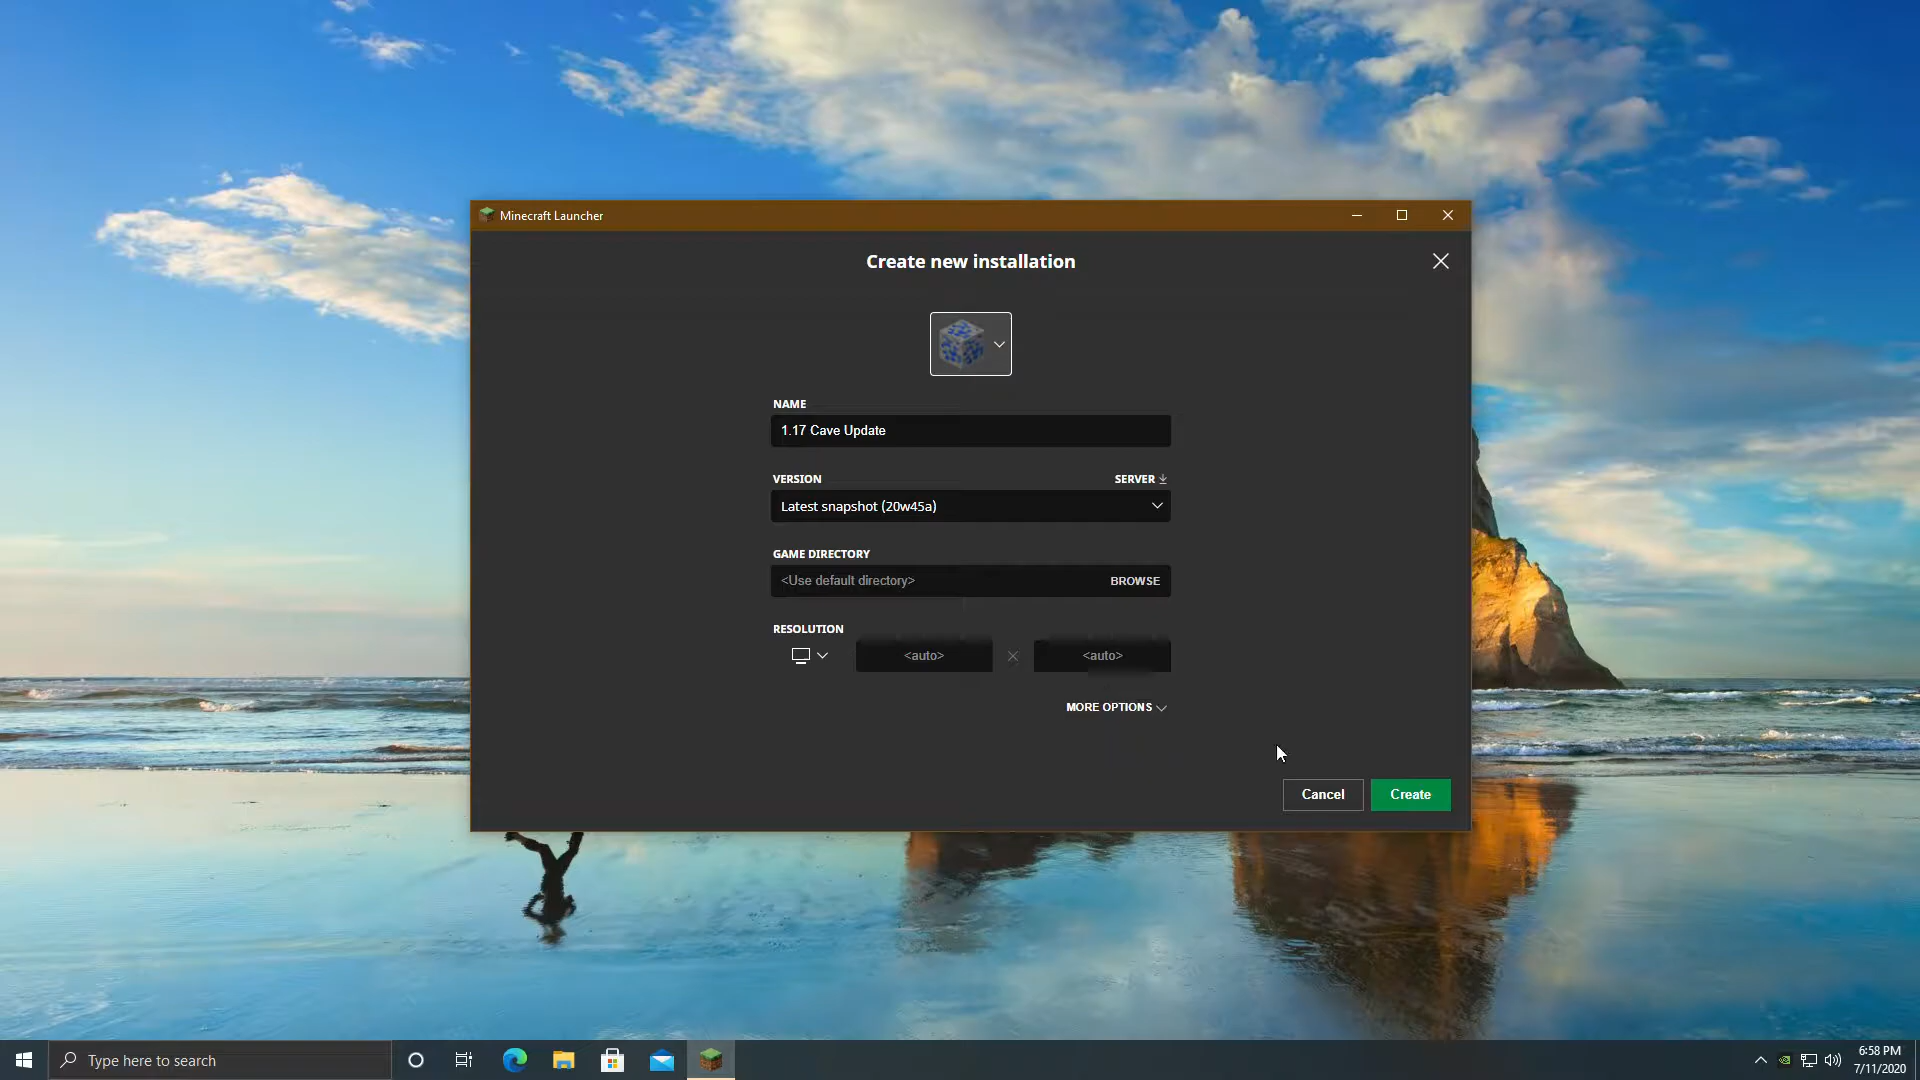 Minecraft Launcher
Create new installation
NAME
1.17 Cave Update
VERSION
SERVER
Latest snapshot (20w45a)
GAME DIRECTORY
<Use default directory>
BROWSE
RESOLUTION
<auto>
<auto>
MORE OPTIONS
Cancel
Create
Type here to search
6:58 PM
7/11/2020